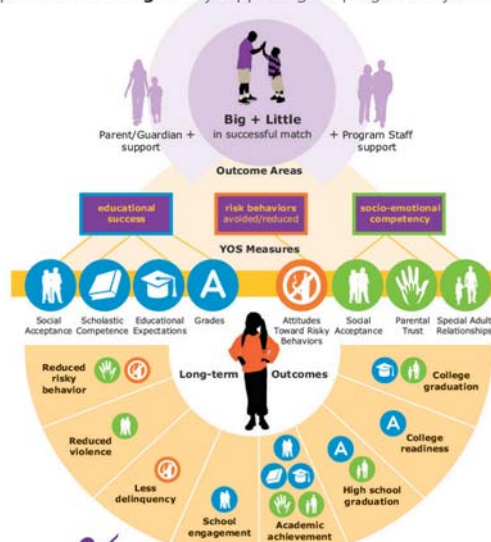 Big + Little
Parent/Guardian + in successful match + Program Staff
support support
Outcome Areas
educational success
risk behaviors avoided/reduced
socio-emotional competency
YOS Measures
A
Social Acceptance
Scholastic Competence
Educational Expectations
Grades
Attitudes Toward Risky Behaviors
Social Acceptance
Parental Trust
Special Adult Relationships
Long-term Outcomes
Reduced risky behavior
Reduced violence
Less delinquency
School engagement
A
Academic achievement
A
High school graduation
A
College readiness
College graduation